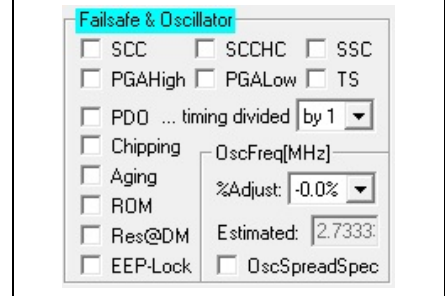 Failsafe & Oscillator
SCC SCCHC SSC
PGAHigh PGALow TS
PDO ... timing divided by 1
Chipping
OscFreq[MHz]
Aging
%Adjust: -0.0%
ROM
Res@DM Estimated: 2.7333
EEP-Lock OscSpreadSpec